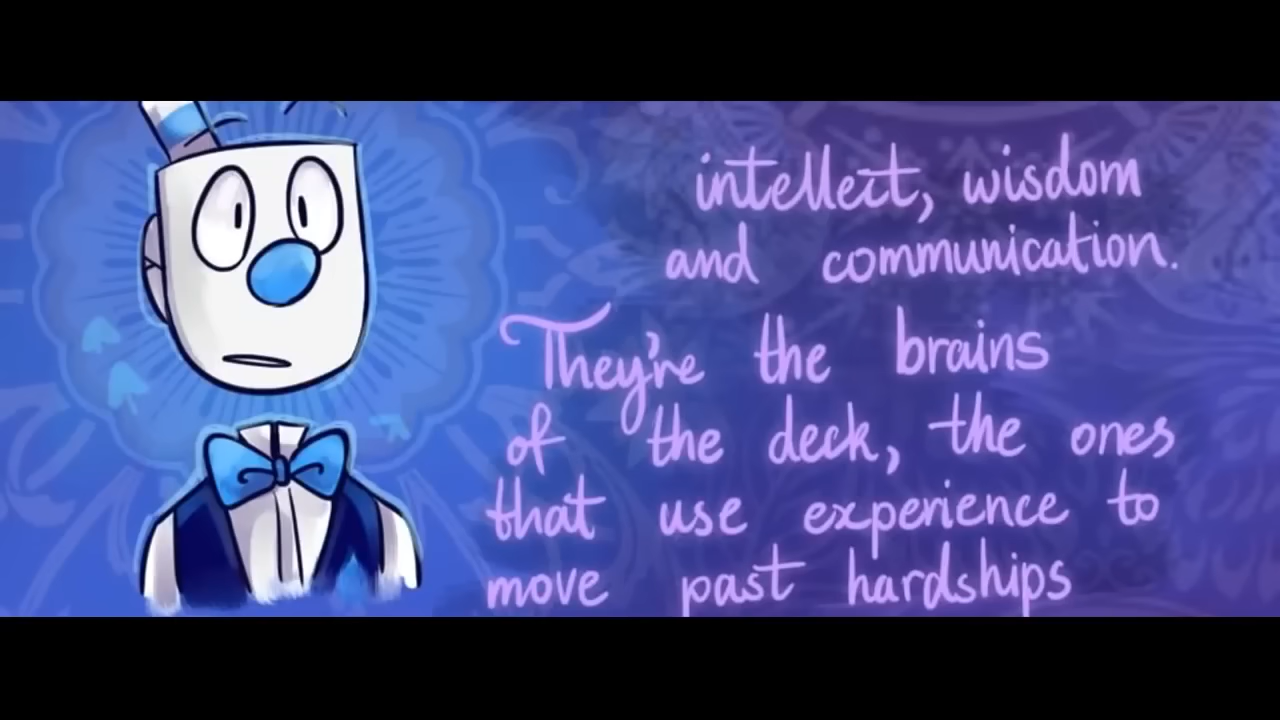 intellect, wisdom
and communication.
They're the brains
of the deck, the ones
that use experience to
move past hardships